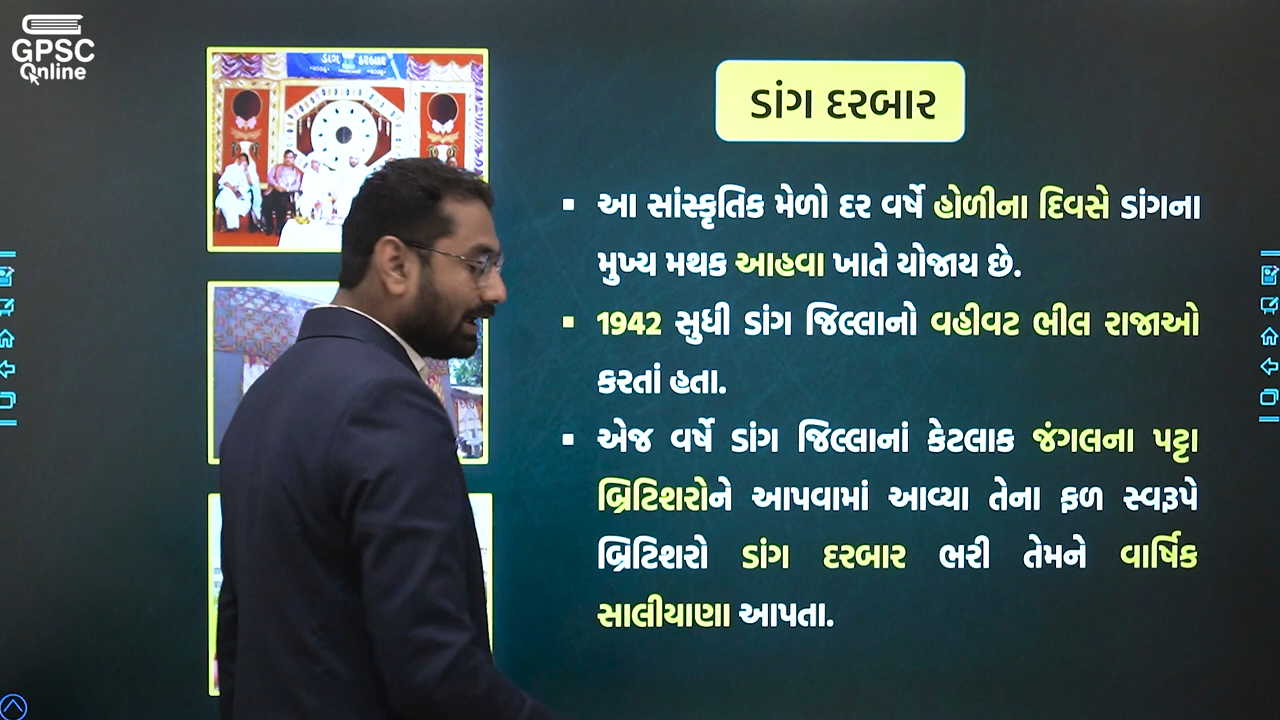 GPSC
Online
ડાંગ દરબાર
ડાંગ દરબાર
▪ આ સાંસ્કૃતિક મેળો દર વર્ષે હોળીના દિવસે ડાંગના
મુખ્ય મથક આહવા ખાતે યોજાય છે.
▪ 1942 સુધી ડાંગ જિલ્લાનો વહીવટ ભીલ રાજાઓ
કરતાં હતા.
▪ એજ વર્ષે ડાંગ જિલ્લાનાં કેટલાક જંગલના પટ્ટા
બ્રિટિશરોને આપવામાં આવ્યા તેના ફળ સ્વરૂપે
બ્રિટિશરો ડાંગ દરબાર ભરી તેમને વાર્ષિક
સાલીયાણા આપતા.